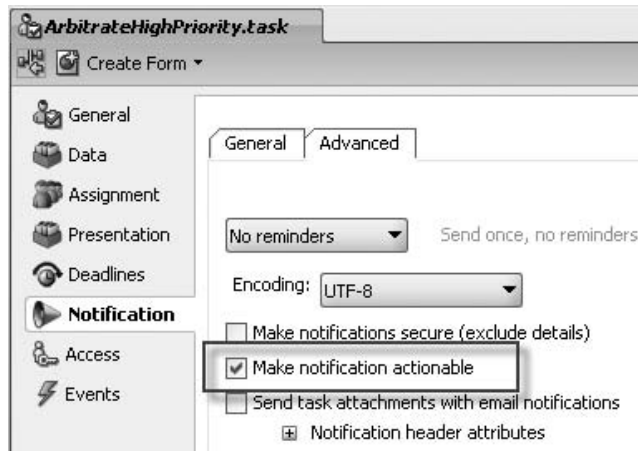 ArbitrateHighPriority.task
Create Form
General
Data
Assignment
Presentation
Deadlines
Notification
Access
Events
General Advanced
No reminders Send once, no reminders
Encoding: UTF-8
Make notifications secure (exclude details)
Make notification actionable
Send task attachments with email notifications
Notification header attributes